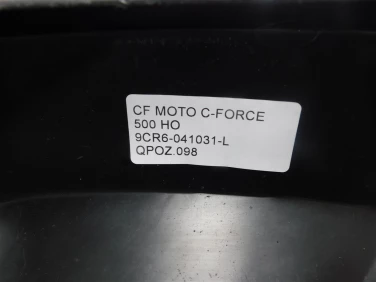 CF MOTO C-FORCE
500 HO
9CR6-041031-L
QPOZ.098